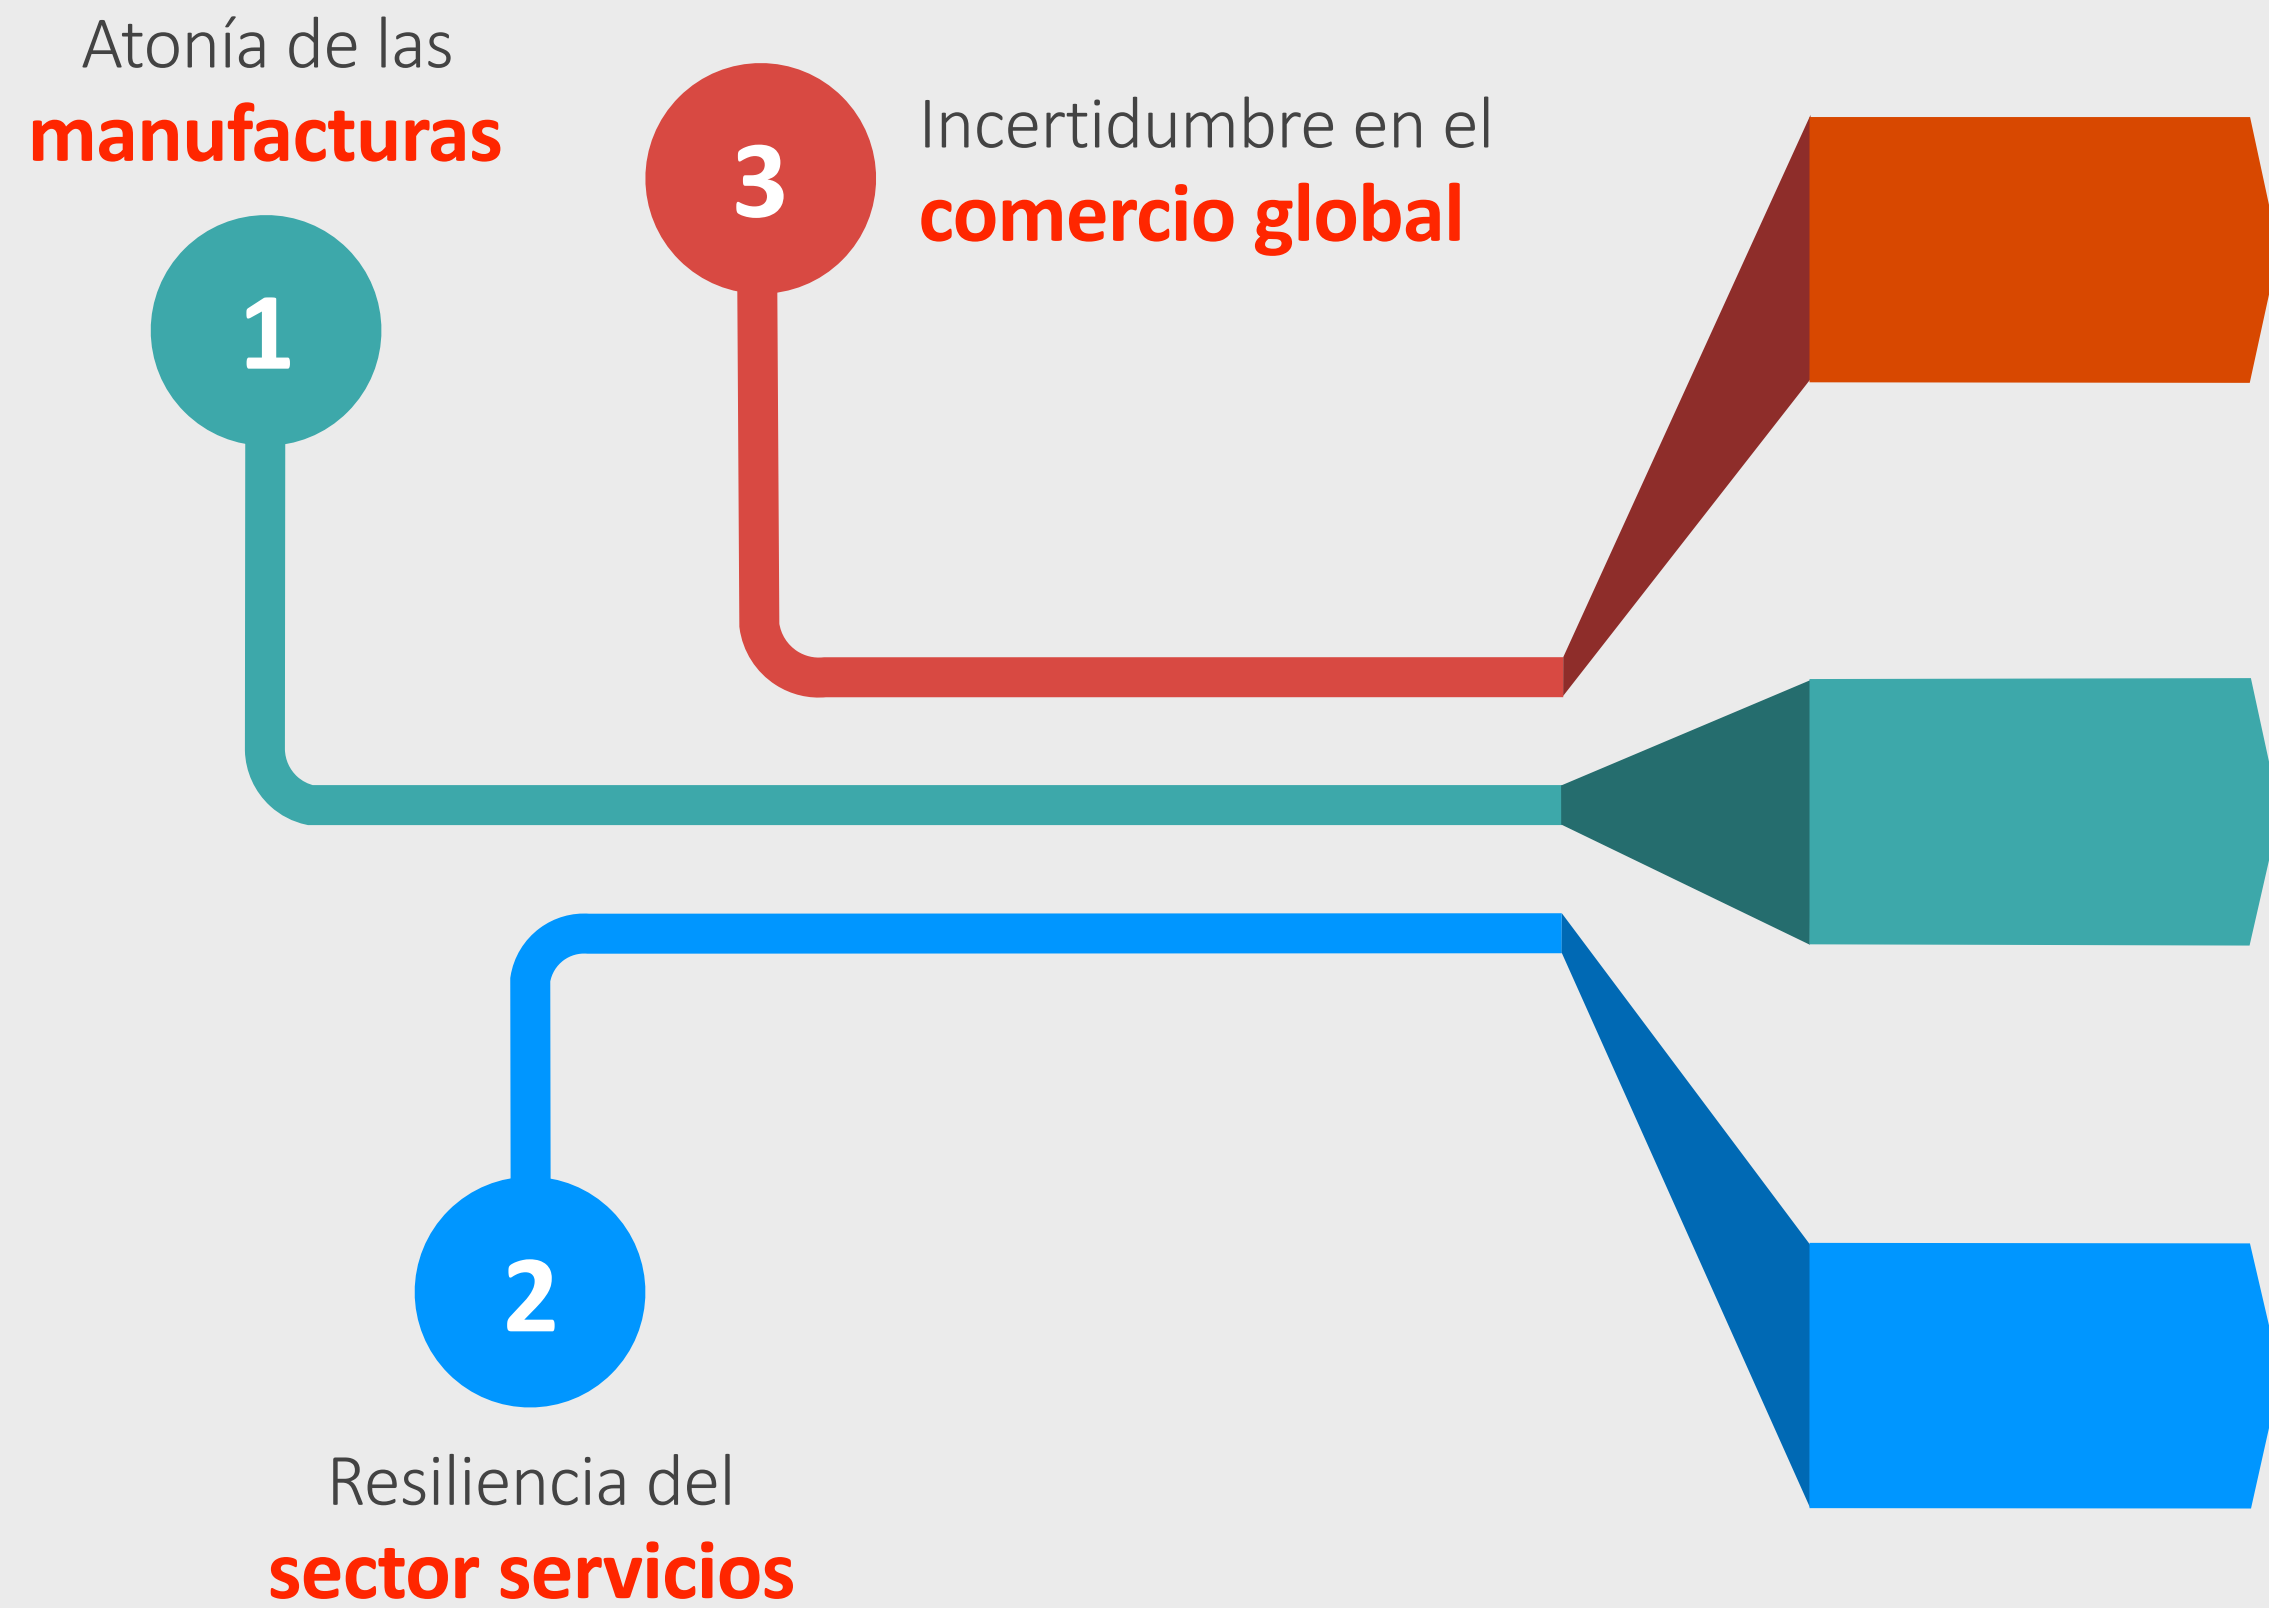 Atonía de las
manufacturas
1
3
Incertidumbre en el
comercio global
2
Resiliencia del
sector servicios